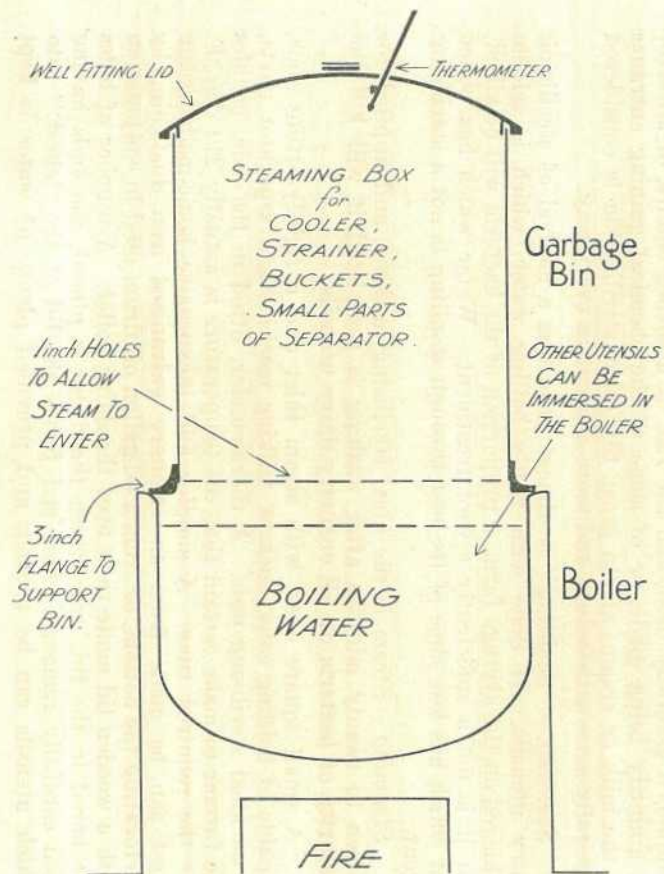 WELL FITTING LID
THERMOMETER
STEAMING BOX
for
COOLER,
STRAINER,
BUCKETS,
SMALL PARTS
OF SEPARATOR.
Garbage
Bin
1inch HOLES
TO ALLOW
STEAM TO
ENTER
OTHER UTENSILS
CAN BE
IMMERSED IN
THE BOILER
3inch
FLANGE TO
SUPPORT
BIN.
BOILING
WATER
Boiler
FIRE